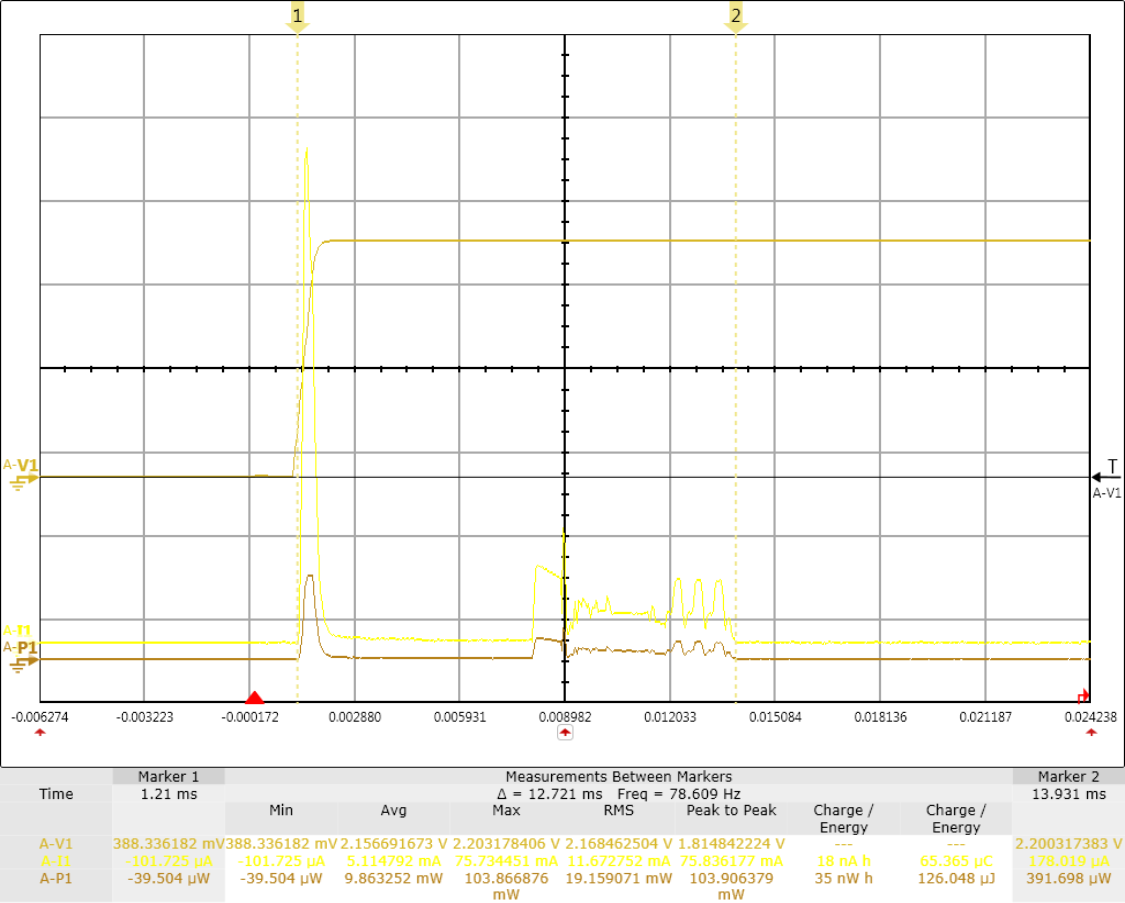 1 2
A-V1
T
A-V1
A-I1
A-P1
-0.006274 -0.003223 -0.000172 0.002880 0.005931 0.008982 0.012033 0.015084 0.018136 0.021187 0.024238
Marker 1 Measurements Between Markers Marker 2
Time 1.21 ms Δ = 12.721 ms Freq = 78.609 Hz 13.931 ms
Min Avg Max RMS Peak to Peak Charge / Energy Charge / Energy
A-V1 388.336182 mV 388.336182 mV 2.156691673 V 2.203178406 V 2.168462504 V 1.814842224 V --- --- 2.200317383 V
A-I1 -101.725 µA -101.725 µA 5.114792 mA 75.734451 mA 11.672752 mA 75.836177 mA 18 nA h 65.365 µC 178.019 µA
A-P1 -39.504 µW -39.504 µW 9.863252 mW 103.866876 mW 19.159071 mW 103.906379 mW 35 nW h 126.048 µJ 391.698 µW